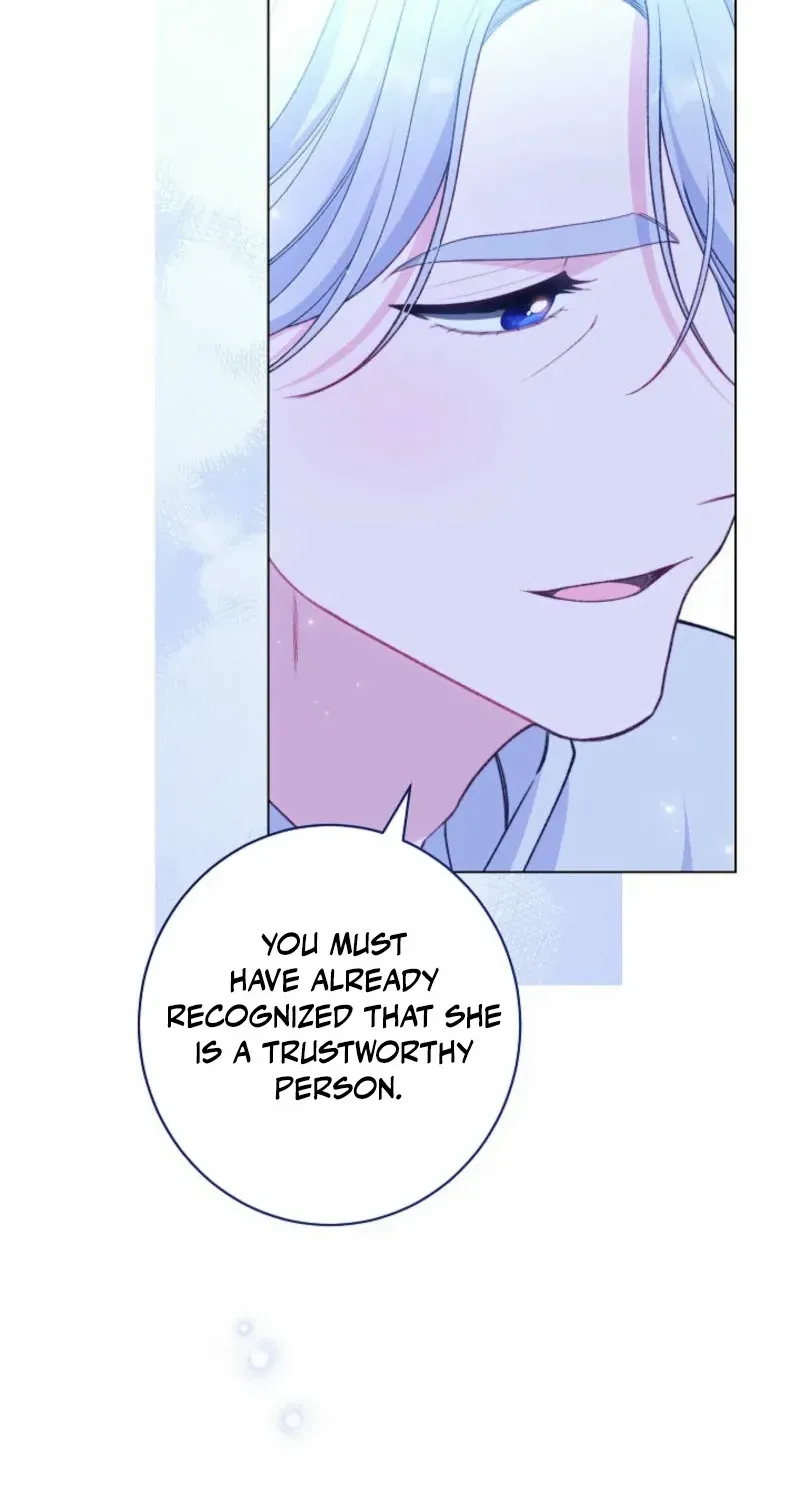 YOU MUST
HAVE ALREADY
RECOGNIZED THAT SHE
IS A TRUSTWORTHY
PERSON.